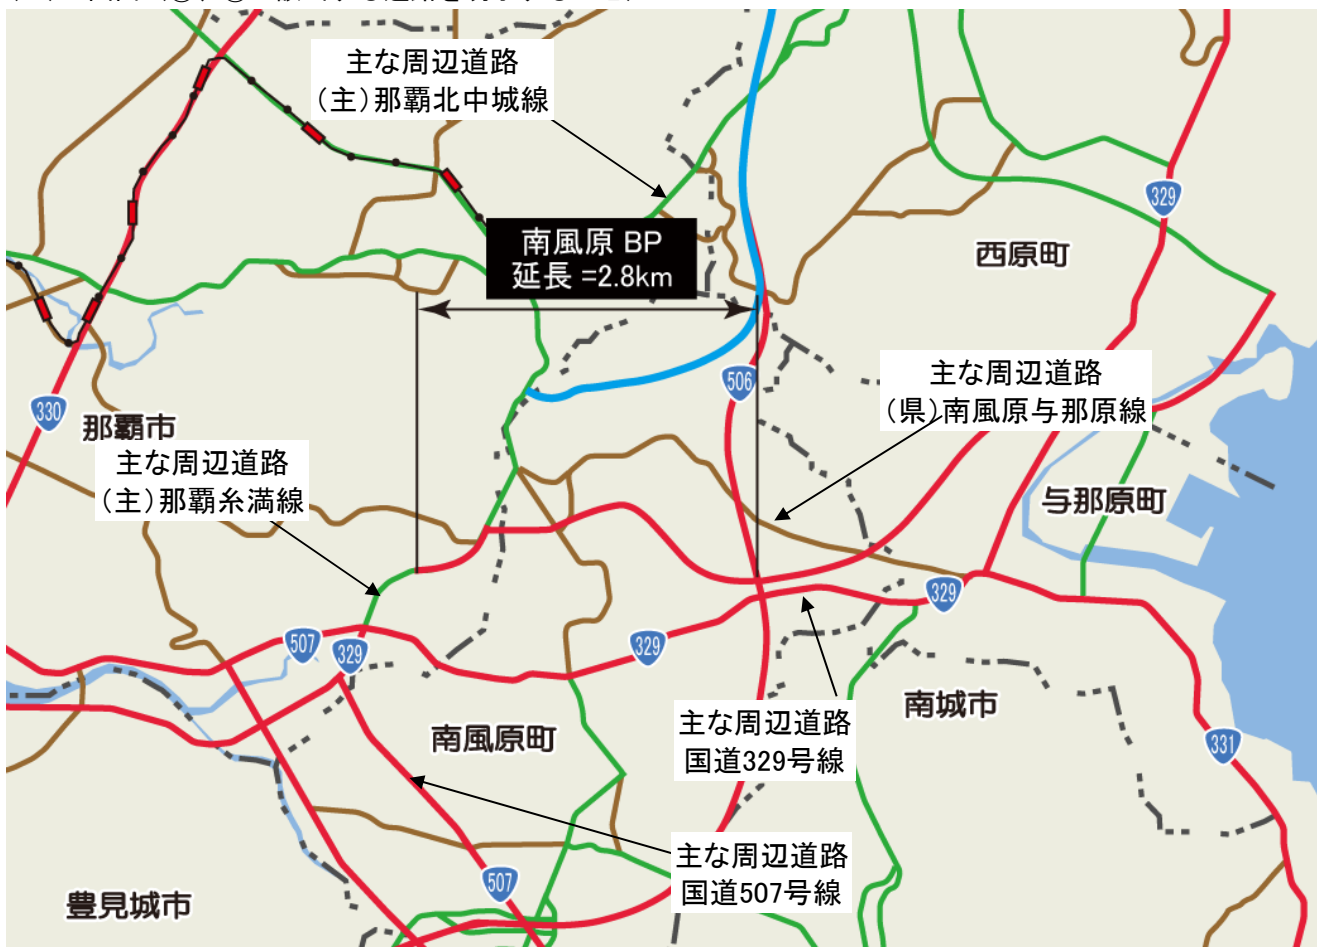 主な周辺道路
(主)那覇北中城線
329
南風原 BP
延長 =2.8km
西原町
506
主な周辺道路
(県)南風原与那原線
330
那覇市
主な周辺道路
(主)那覇糸満線
与那原町
329
507
329
329
南城市
主な周辺道路
国道329号線
南風原町
331
主な周辺道路
国道507号線
507
豊見城市